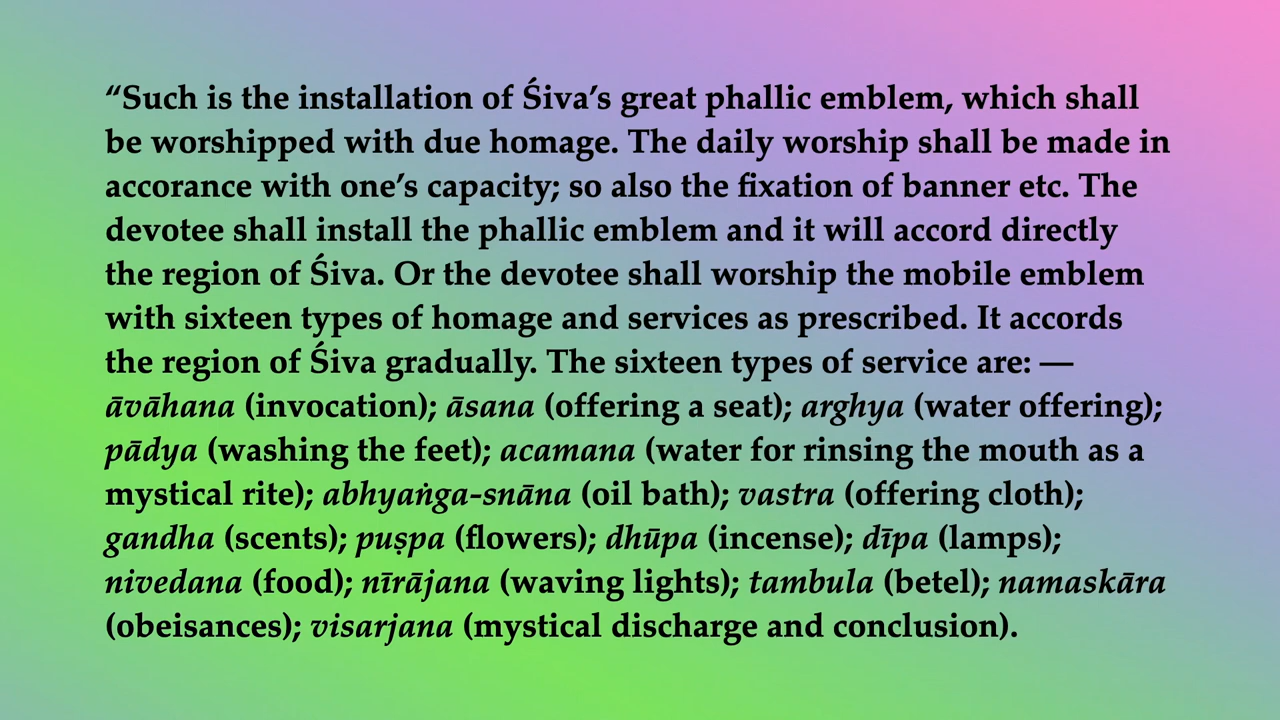 “Such is the installation of Śiva’s great phallic emblem, which shall
be worshipped with due homage. The daily worship shall be made in
accorance with one’s capacity; so also the fixation of banner etc. The
devotee shall install the phallic emblem and it will accord directly
the region of Śiva. Or the devotee shall worship the mobile emblem
with sixteen types of homage and services as prescribed. It accords
the region of Śiva gradually. The sixteen types of service are: —
āvāhana (invocation); āsana (offering a seat); arghya (water offering);
pādya (washing the feet); acamana (water for rinsing the mouth as a
mystical rite); abhyaṅga-snāna (oil bath); vastra (offering cloth);
gandha (scents); puṣpa (flowers); dhūpa (incense); dīpa (lamps);
nivedana (food); nīrājana (waving lights); tambula (betel); namaskāra
(obeisances); visarjana (mystical discharge and conclusion).